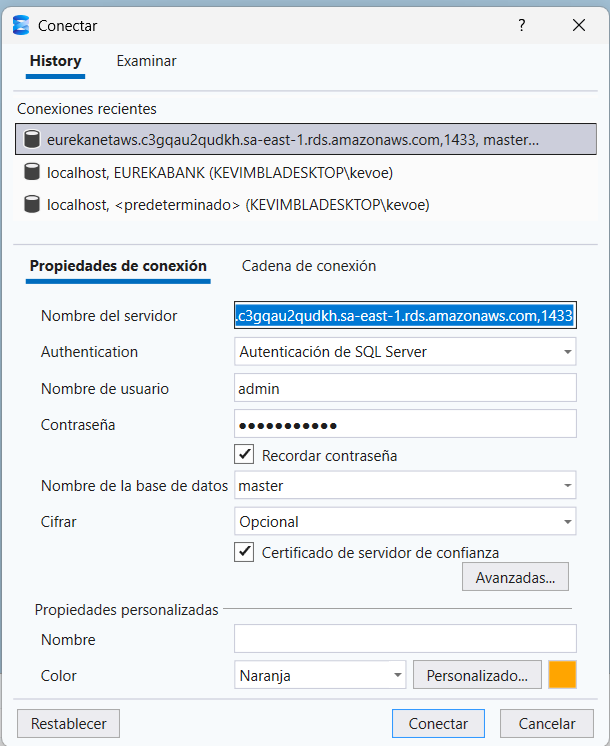 Conectar ?
History Examinar
Conexiones recientes
eurekanetaws.c3gqau2qudkh.sa-east-1.rds.amazonaws.com,1433, master...
localhost, EUREKABANK (KEVIMBLADESKTOP\kevoe)
localhost, <predeterminado> (KEVIMBLADESKTOP\kevoe)
Propiedades de conexión Cadena de conexión
Nombre del servidor .c3gqau2qudkh.sa-east-1.rds.amazonaws.com,1433
Authentication Autenticación de SQL Server
Nombre de usuario admin
Contraseña ●●●●●●●●●●●
Recordar contraseña
Nombre de la base de datos master
Cifrar Opcional
Certificado de servidor de confianza
Avanzadas...
Propiedades personalizadas
Nombre
Color Naranja Personalizado...
Restablecer Conectar Cancelar